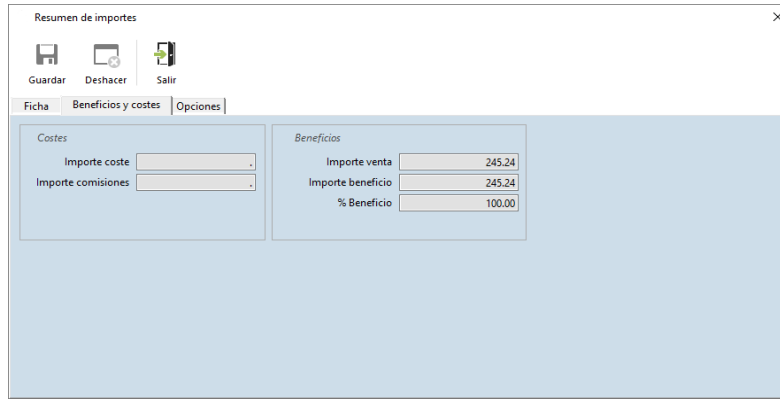 Resumen de importes
Guardar Deshacer Salir
Ficha Beneficios y costes Opciones
Costes
Importe coste .
Importe comisiones .
Beneficios
Importe venta 245.24
Importe beneficio 245.24
% Beneficio 100.00